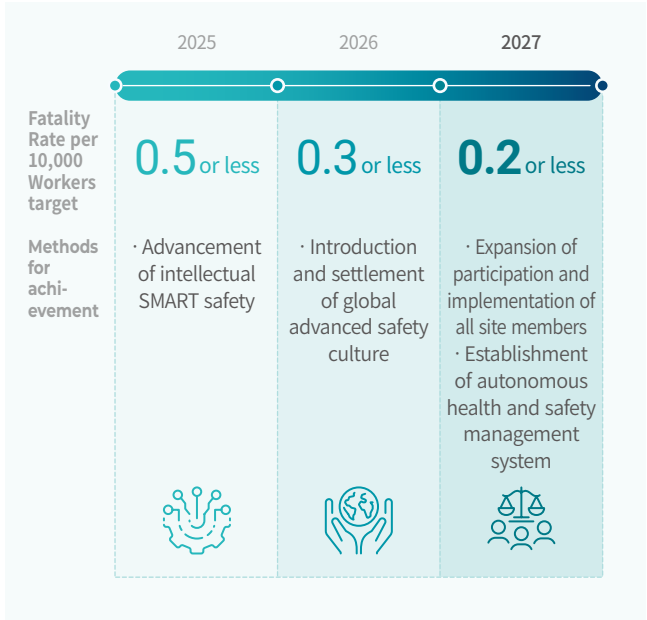 2025
2026
2027
Fatality
Rate per
10,000
Workers
target
0.5 or less
0.3 or less
0.2 or less
Methods
for
achi-
evement
· Advancement
of intellectual
SMART safety
· Introduction
and settlement
of global
advanced safety
culture
· Expansion of
participation and
implementation of
all site members
· Establishment
of autonomous
health and safety
management
system